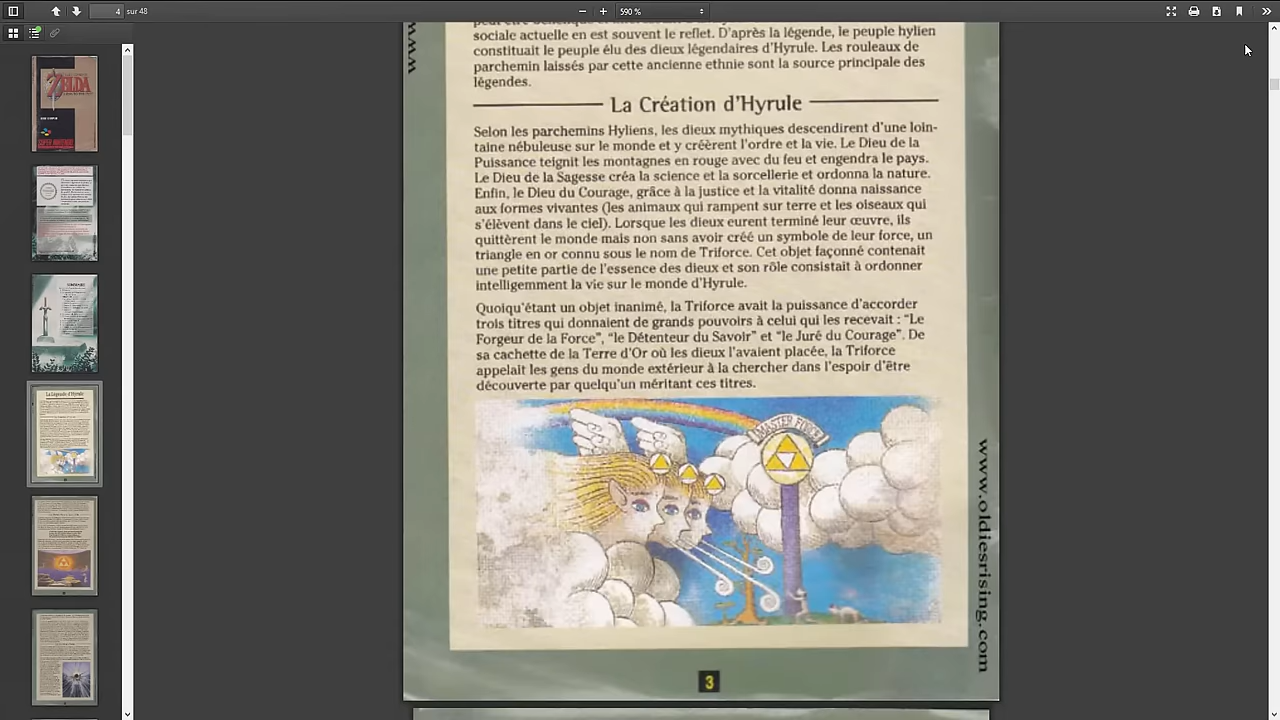 4
sur 48
590 %
ZELDA
SUPER NINTENDO
La Légende d'Hyrule
www
sociale actuelle en est souvent le reflet. D'après la légende, le peuple hylien
constituait le peuple élu des dieux légendaires d'Hyrule. Les rouleaux de
parchemin laissés par cette ancienne ethnie sont la source principale des
légendes.
La Création d'Hyrule
Selon les parchemins Hyliens, les dieux mythiques descendirent d'une loin-
taine nébuleuse sur le monde et y créèrent l'ordre et la vie. Le Dieu de la
Puissance teignit les montagnes en rouge avec du feu et engendra le pays.
Le Dieu de la Sagesse créa la science et la sorcellerie et ordonna la nature.
Enfin, le Dieu du Courage, grâce à la justice et la vitalité donna naissance
aux formes vivantes (les animaux qui rampent sur terre et les oiseaux qui
s'élèvent dans le ciel). Lorsque les dieux eurent terminé leur œuvre, ils
quittèrent le monde mais non sans avoir créé un symbole de leur force, un
triangle en or connu sous le nom de Triforce. Cet objet façonné contenait
une petite partie de l'essence des dieux et son rôle consistait à ordonner
intelligemment la vie sur le monde d'Hyrule.
Quoiqu'étant un objet inanimé, la Triforce avait la puissance d'accorder
trois titres qui donnaient de grands pouvoirs à celui qui les recevait : “Le
Forgeur de la Force”, “le Détenteur du Savoir” et “le Juré du Courage”. De
sa cachette de la Terre d'Or où les dieux l'avaient placée, la Triforce
appelait les gens du monde extérieur à la chercher dans l'espoir d'être
découverte par quelqu'un méritant ces titres.
MASTER FORCE
www.oldiesrising.com
3